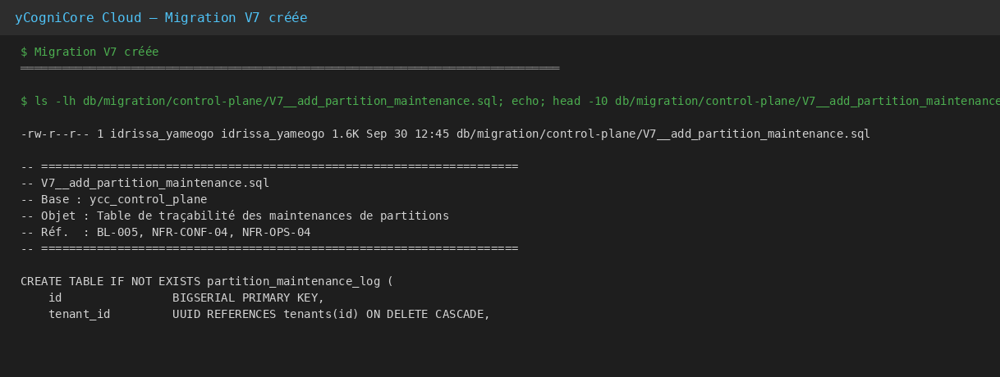 yCogniCore Cloud — Migration V7 créée
$ Migration V7 créée
══════════════════════════════════════════════════════════════════════════════
$ ls -lh db/migration/control-plane/V7__add_partition_maintenance.sql; echo; head -10 db/migration/control-plane/V7__add_partition_maintenance
-rw-r--r-- 1 idrissa_yameogo idrissa_yameogo 1.6K Sep 30 12:45 db/migration/control-plane/V7__add_partition_maintenance.sql
-- =====================================================================
-- V7__add_partition_maintenance.sql
-- Base : ycc_control_plane
-- Objet : Table de traçabilité des maintenances de partitions
-- Réf.  : BL-005, NFR-CONF-04, NFR-OPS-04
-- =====================================================================
CREATE TABLE IF NOT EXISTS partition_maintenance_log (
    id                BIGSERIAL PRIMARY KEY,
    tenant_id         UUID REFERENCES tenants(id) ON DELETE CASCADE,